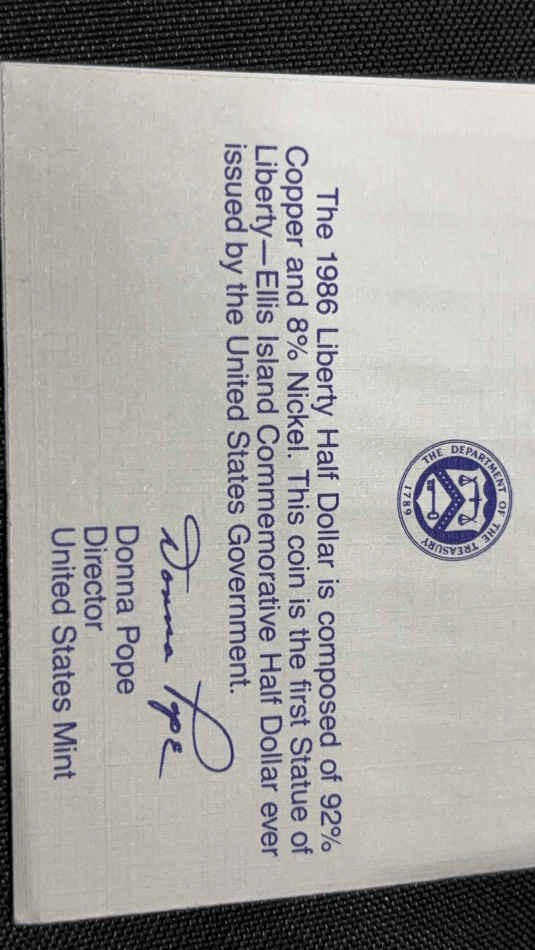 THE DEPARTMENT OF THE TREASURY
1789
The 1986 Liberty Half Dollar is composed of 92%
Copper and 8% Nickel. This coin is the first Statue of
Liberty—Ellis Island Commemorative Half Dollar ever
issued by the United States Government.
Donna Pope
Donna Pope
Director
United States Mint